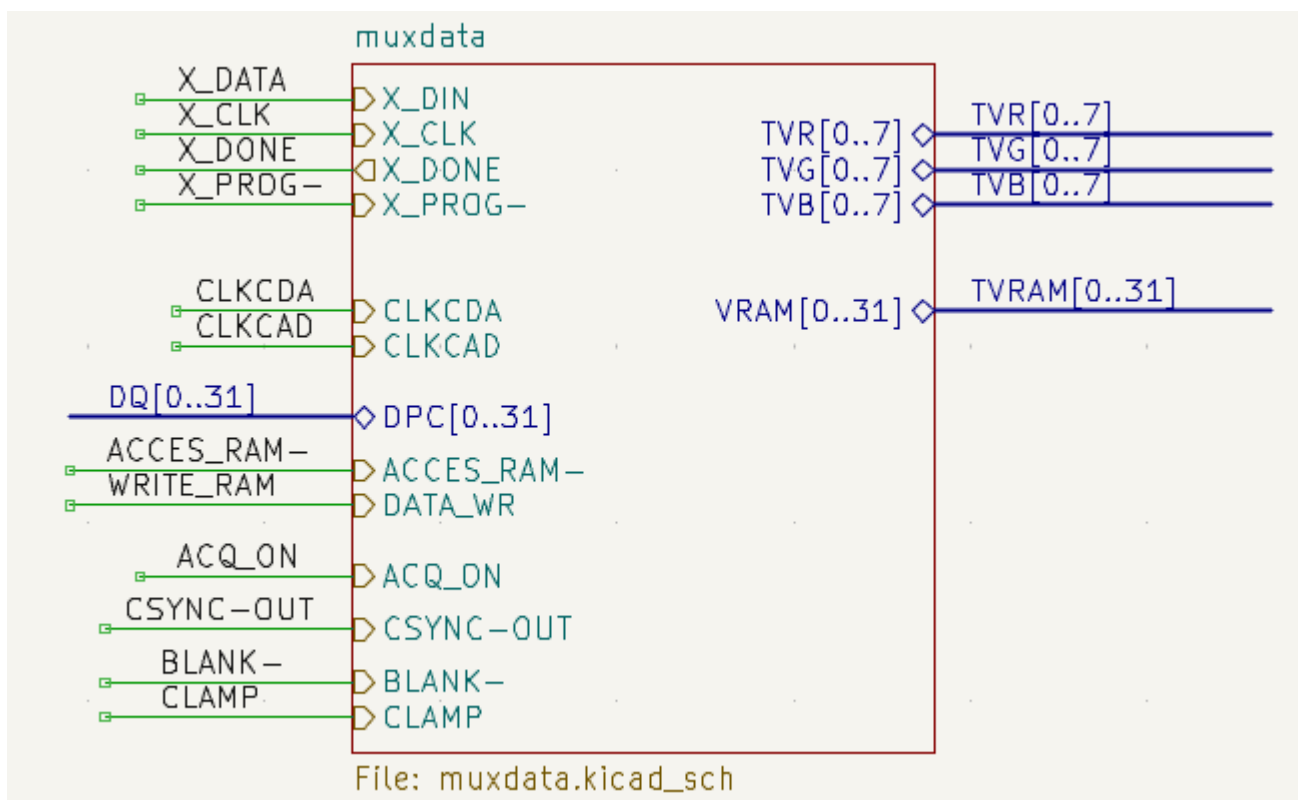 muxdata
X_DATA
X_DIN
X_CLK
X_CLK
X_DONE
X_DONE
X_PROG-
X_PROG-
TVR[0..7]
TVR[0..7]
TVG[0..7]
TVG[0..7]
TVB[0..7]
TVB[0..7]
CLKCDA
CLKCDA
CLKCAD
CLKCAD
VRAM[0..31]
TVRAM[0..31]
DQ[0..31]
DPC[0..31]
ACCES_RAM-
ACCES_RAM-
WRITE_RAM
DATA_WR
ACQ_ON
ACQ_ON
CSYNC-OUT
CSYNC-OUT
BLANK-
BLANK-
CLAMP
CLAMP
File: muxdata.kicad_sch